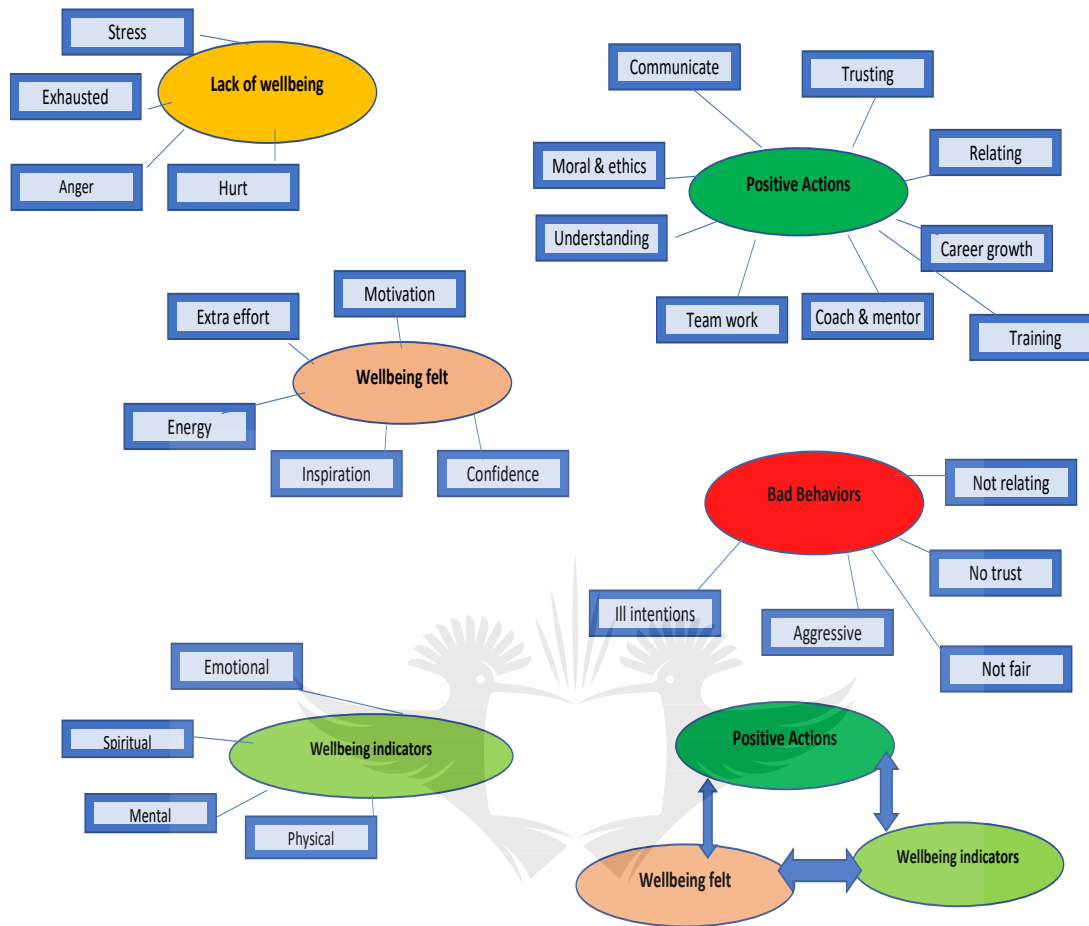 Stress
Lack of wellbeing
Exhausted
Anger
Hurt
Communicate
Trusting
Moral & ethics
Relating
Positive Actions
Understanding
Career growth
Team work
Coach & mentor
Training
Motivation
Extra effort
Wellbeing felt
Energy
Inspiration
Confidence
Bad Behaviors
Not relating
No trust
Ill intentions
Aggressive
Not fair
Emotional
Spiritual
Wellbeing indicators
Mental
Physical
Positive Actions
Wellbeing indicators
Wellbeing felt